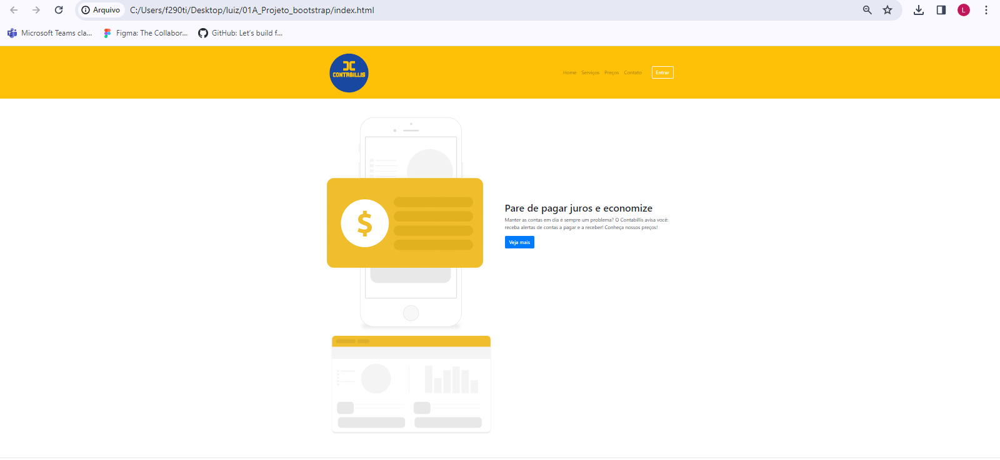 Arquivo C:/Users/f290ti/Desktop/luiz/01A_Projeto_bootstrap/index.html L
Microsoft Teams cla... Figma: The Collabor... GitHub: Let's build f...
CONTABILLIS
Home Serviços Preços Contato Entrar
$
Pare de pagar juros e economize
Manter as contas em dia é sempre um problema? O Contabillis avisa você:
receba alertas de contas a pagar e a receber! Conheça nossos preços!
Veja mais